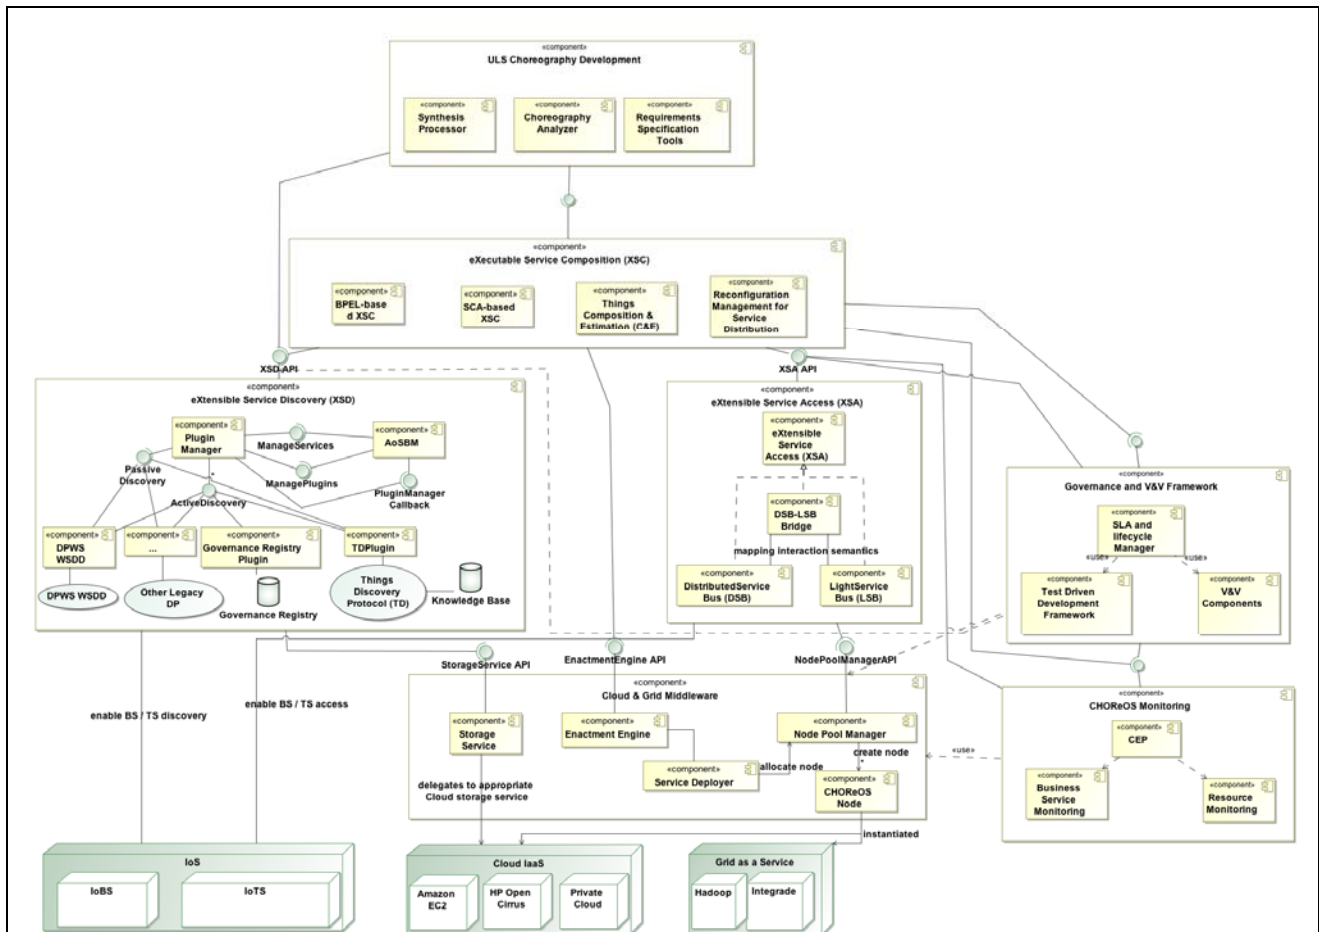 «component»
ULS Choreography Development
«component»
Synthesis
Processor
«component»
Choreography
Analyzer
«component»
Requirements
Specification
Tools
«component»
eXecutable Service Composition (XSC)
«component»
BPEL-base
d XSC
«component»
SCA-based
XSC
«component»
Things
Composition &
Estimation (C&E)
«component»
Reconfiguration
Management for
Service
Distribution
XSD API
XSA API
«component»
eXtensible Service Discovery (XSD)
«component»
Plugin
Manager
ManageServices
«component»
AoSBM
Passive
Discovery
ManagePlugins
*
ActiveDiscovery
PluginManager
Callback
«component»
DPWS
WSDD
«component»
...
«component»
Governance Registry
Plugin
«component»
TDPlugin
DPWS WSDD
Other Legacy
DP
Governance Registry
Things
Discovery
Protocol (TD)
Knowledge Base
«component»
eXtensible Service Access (XSA)
«component»
eXtensible
Service
Access (XSA)
«component»
DSB-LSB
Bridge
mapping interaction semantics
«component»
DistributedService
Bus (DSB)
«component»
LightService
Bus (LSB)
«component»
Governance and V&V Framework
«component»
SLA and
lifecycle
Manager
«use»
«use»
«component»
Test Driven
Development
Framework
«component»
V&V
Components
StorageService API
EnactmentEngine API
NodePoolManagerAPI
enable BS / TS discovery
enable BS / TS access
«component»
Cloud & Grid Middleware
«component»
Storage
Service
«component»
Enactment Engine
«component»
Node Pool Manager
«component»
Service Deployer
allocate node
create node
*
«component»
CHOReOS
Node
delegates to appropriate
Cloud storage service
instantiated
«use»
«component»
CHOReOS Monitoring
«component»
CEP
«component»
Business
Service
Monitoring
«component»
Resource
Monitoring
IoS
IoBS
IoTS
Cloud IaaS
Amazon
EC2
HP Open
Cirrus
Private
Cloud
Grid as a Service
Hadoop
Integrade